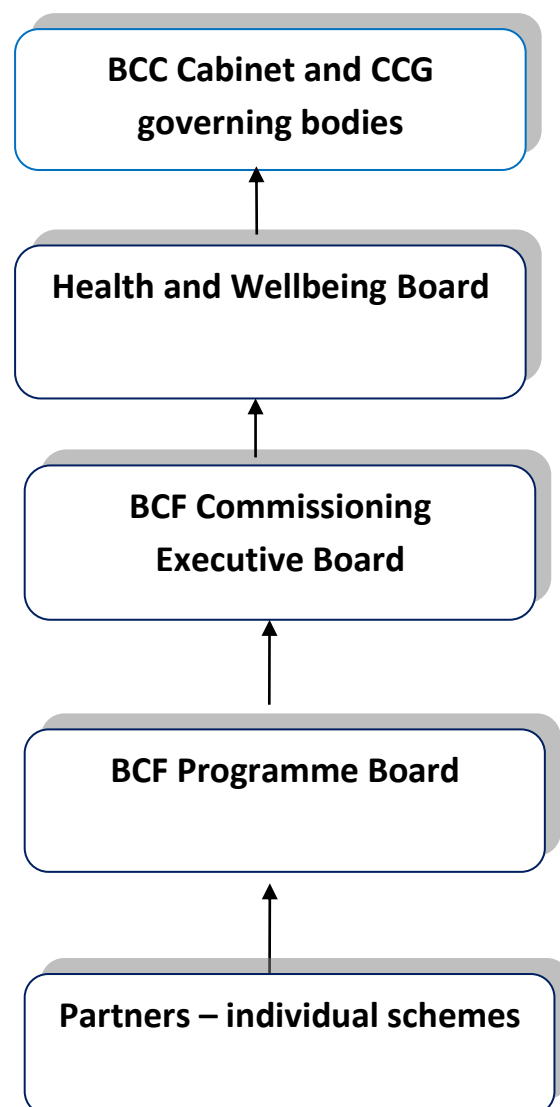 BCC Cabinet and CCG
governing bodies
Health and Wellbeing Board
BCF Commissioning
Executive Board
BCF Programme Board
Partners – individual schemes